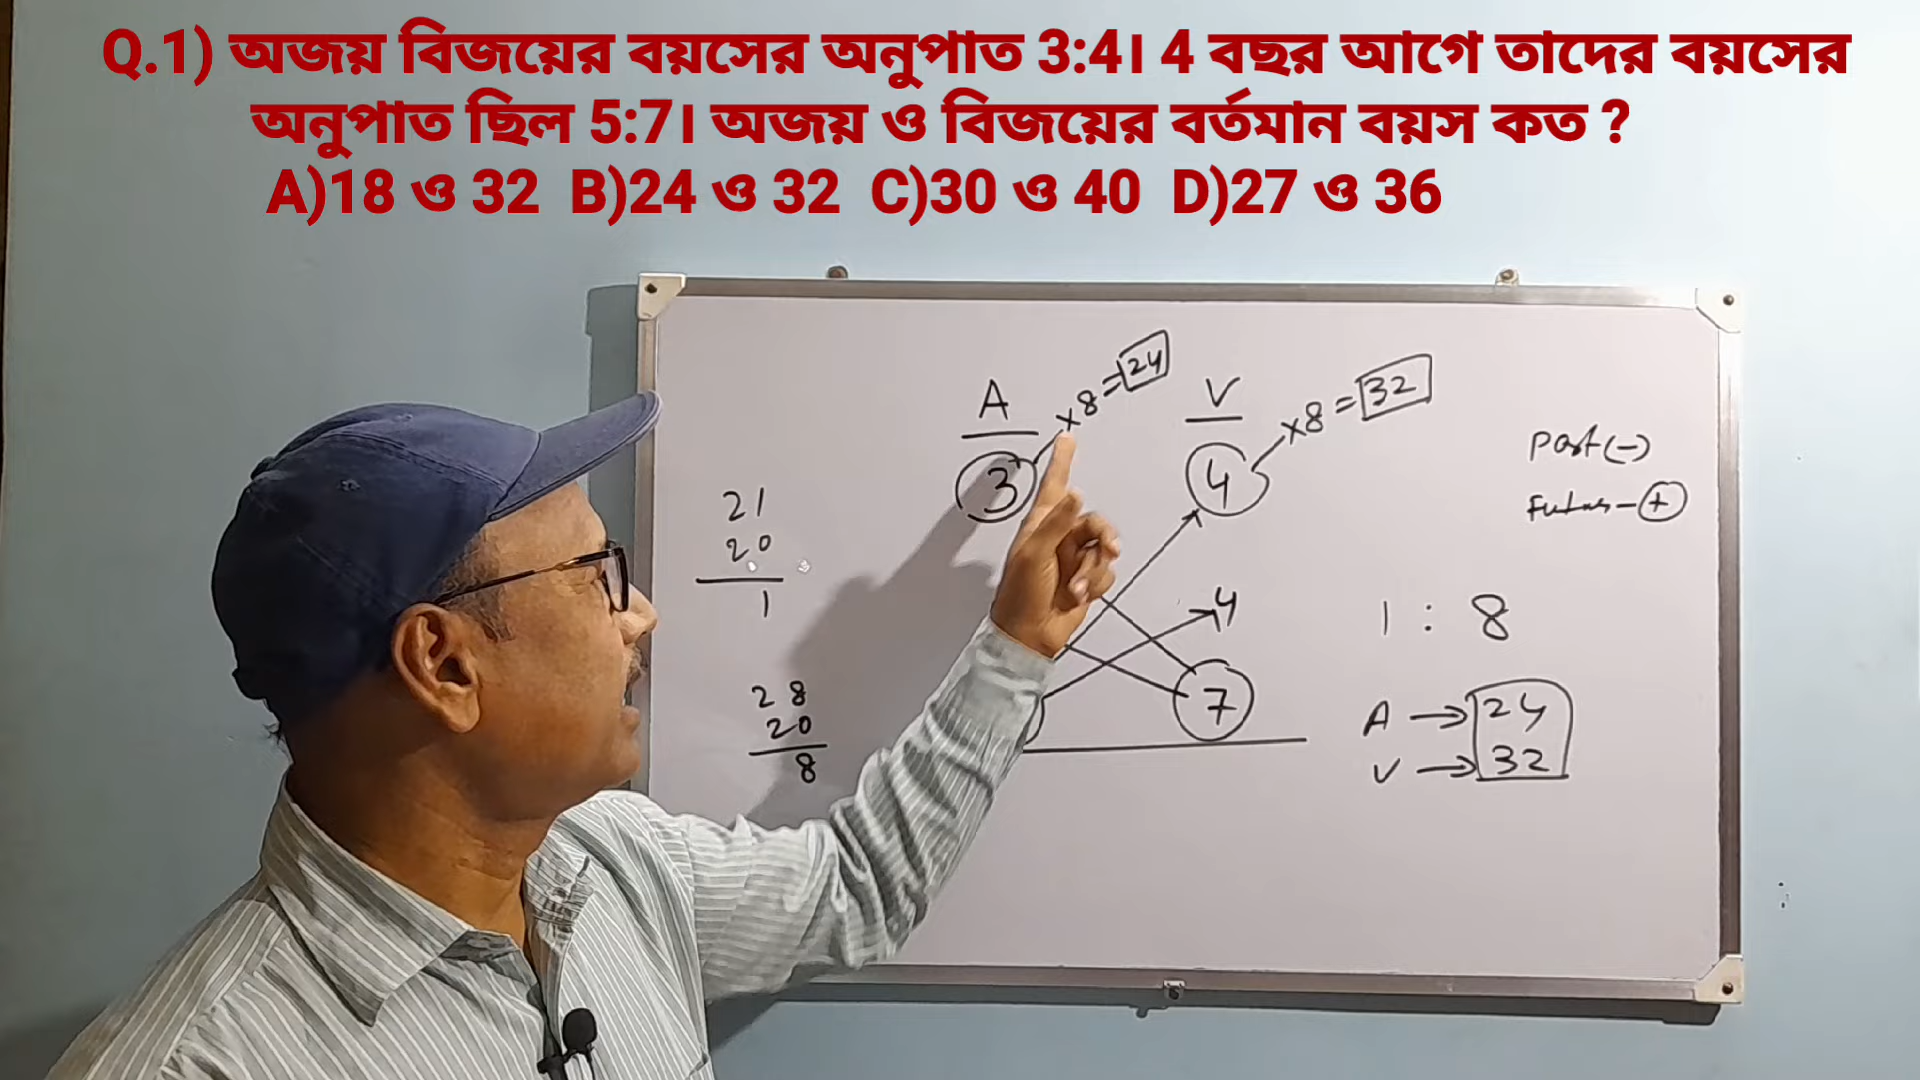 Q.1) অজয় বিজয়ের বয়সের অনুপাত 3:4। 4 বছর আগে তাদের বয়সের
অনুপাত ছিল 5:7। অজয় ও বিজয়ের বর্তমান বয়স কত ?
A)18 ও 32 B)24 ও 32 C)30 ও 40 D)27 ও 36
A ×8=24
V ×8=32
3
4
Past(-)
Future-(+)
21
20
1
4
1 : 8
28
20
8
7
A→24
V→32